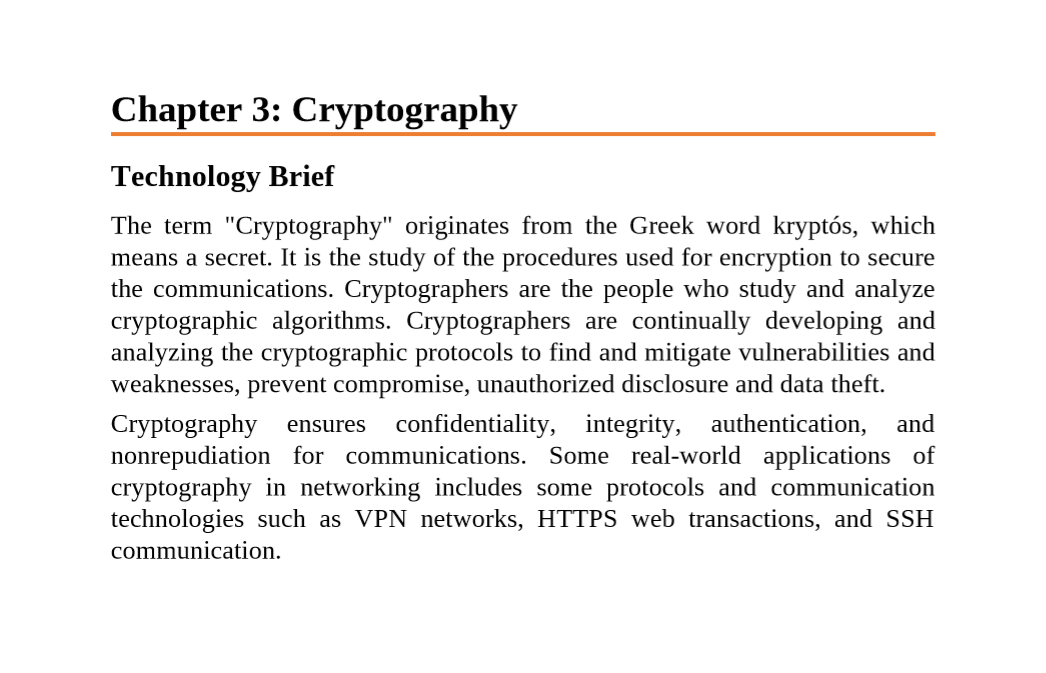 Chapter 3: Cryptography
Technology Brief
The term "Cryptography" originates from the Greek word kryptós, which
means a secret. It is the study of the procedures used for encryption to secure
the communications. Cryptographers are the people who study and analyze
cryptographic algorithms. Cryptographers are continually developing and
analyzing the cryptographic protocols to find and mitigate vulnerabilities and
weaknesses, prevent compromise, unauthorized disclosure and data theft.
Cryptography ensures confidentiality, integrity, authentication, and
nonrepudiation for communications. Some real-world applications of
cryptography in networking includes some protocols and communication
technologies such as VPN networks, HTTPS web transactions, and SSH
communication.